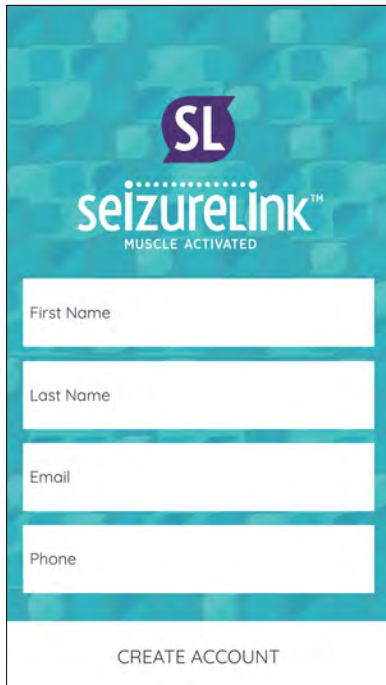 SL
seizureLink™
MUSCLE ACTIVATED
First Name
Last Name
Email
Phone
CREATE ACCOUNT